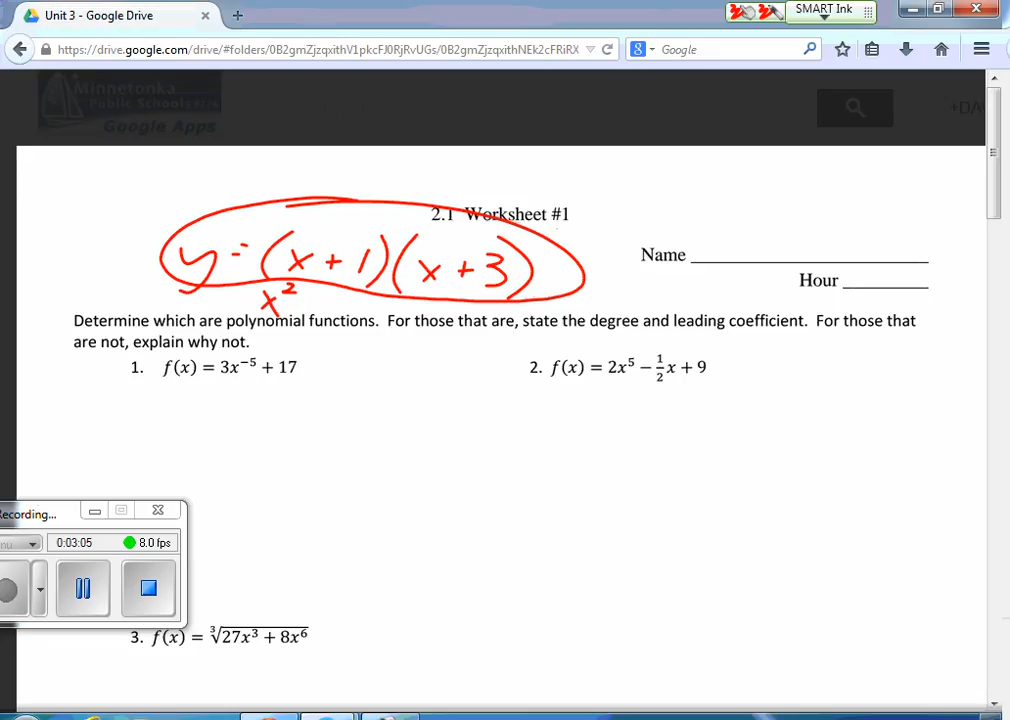 Unit 3 - Google Drive
SMART Ink
https://drive.google.com/drive/#folders/0B2gmZjzqxithV1pkcFJ0RjRvUGs/0B2gmZjzqxithNEk2cFRiRX
Google
Minnetonka
Public Schools
Google Apps
+DA
2.1 Worksheet #1
y = (x + 1)(x + 3)
x²
Name
Hour
Determine which are polynomial functions. For those that are, state the degree and leading coefficient. For those that
are not, explain why not.
1. f(x) = 3x⁻⁵ + 17
2. f(x) = 2x⁵ − 1/2x + 9
Recording...
nu
0:03:05 8.0 fps
3. f(x) = ∛27x³ + 8x⁶